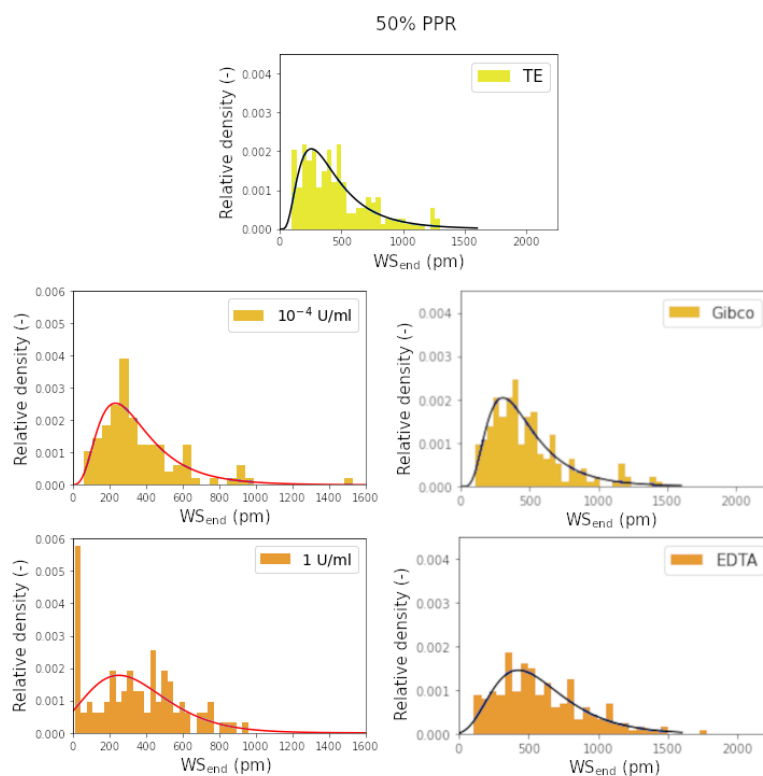 50% PPR
Relative density (-)
0.004
0.003
0.002
0.001
0.000
TE
0 500 1000 1500 2000
WSend (pm)
Relative density (-)
0.006
0.005
0.004
0.003
0.002
0.001
0.000
10⁻⁴ U/ml
0 200 400 600 800 1000 1200 1400 1600
WSend (pm)
Relative density (-)
0.004
0.003
0.002
0.001
0.000
Gibco
0 500 1000 1500 2000
WSend (pm)
Relative density (-)
0.006
0.005
0.004
0.003
0.002
0.001
0.000
1 U/ml
0 200 400 600 800 1000 1200 1400 1600
WSend (pm)
Relative density (-)
0.004
0.003
0.002
0.001
0.000
EDTA
0 500 1000 1500 2000
WSend (pm)